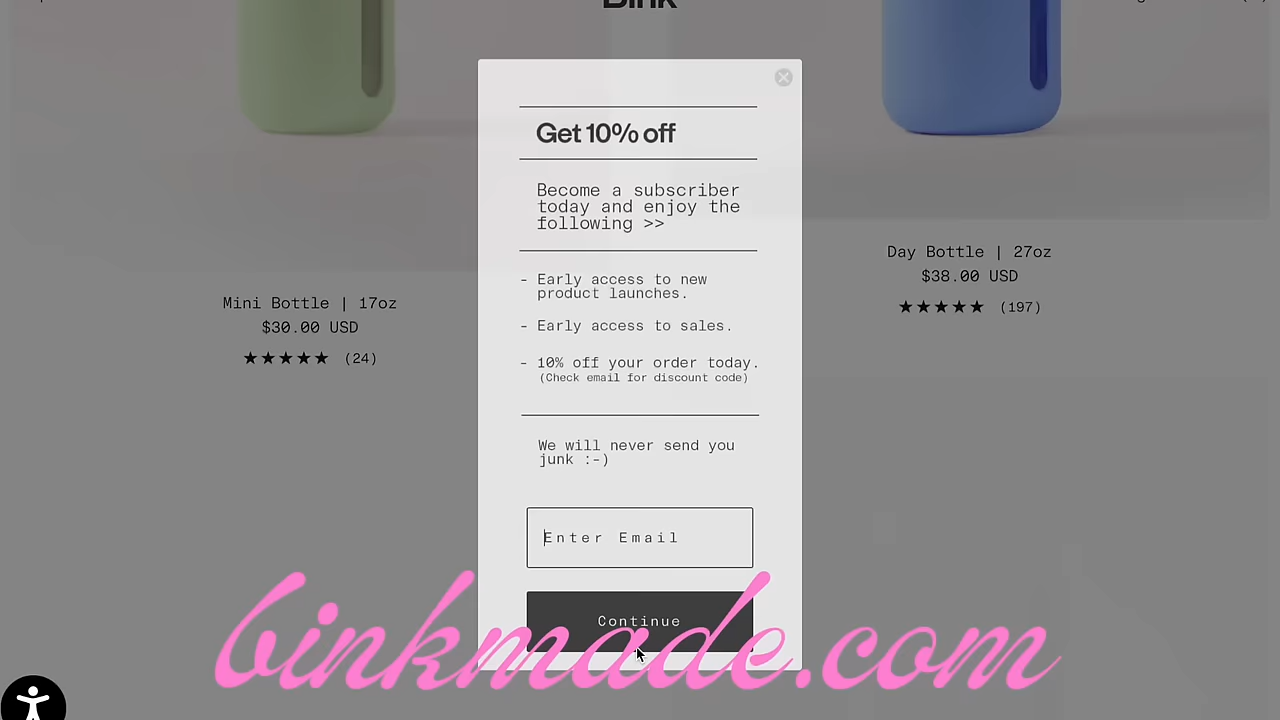 Bink
Get 10% off
Become a subscriber
today and enjoy the
following >>
- Early access to new
product launches.
- Early access to sales.
- 10% off your order today.
(Check email for discount code)
We will never send you
junk :-)
Enter Email
Continue
Mini Bottle | 17oz
$30.00 USD
★★★★★ (24)
Day Bottle | 27oz
$38.00 USD
★★★★★ (197)
binkmade.com